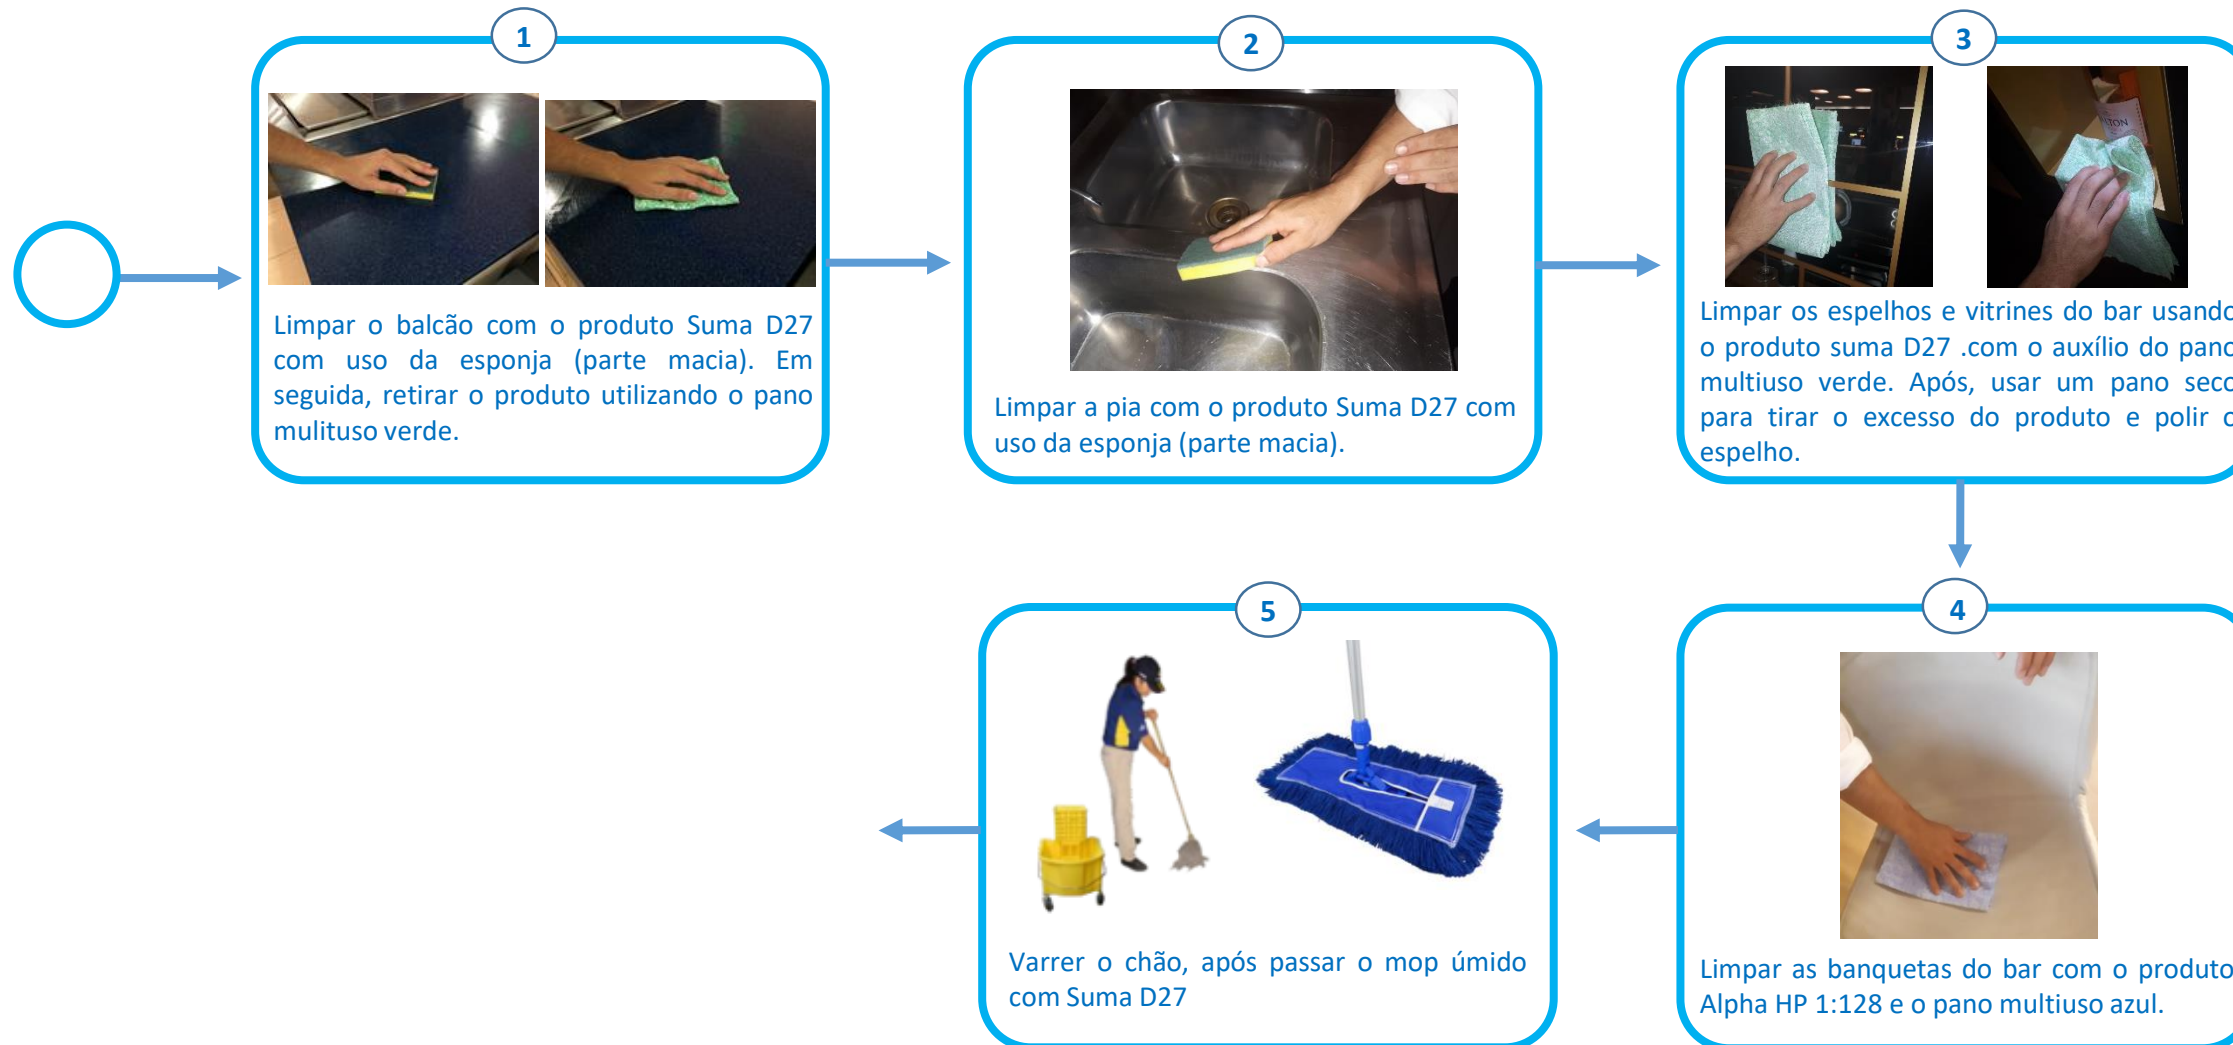 1
Limpar o balcão com o produto Suma D27
com uso da esponja (parte macia). Em
seguida, retirar o produto utilizando o pano
mulituso verde.
2
Limpar a pia com o produto Suma D27 com
uso da esponja (parte macia).
3
Limpar os espelhos e vitrines do bar usando
o produto suma D27 .com o auxílio do pano
multiuso verde. Após, usar um pano seco
para tirar o excesso do produto e polir o
espelho.
4
Limpar as banquetas do bar com o produto
Alpha HP 1:128 e o pano multiuso azul.
5
Varrer o chão, após passar o mop úmido
com Suma D27